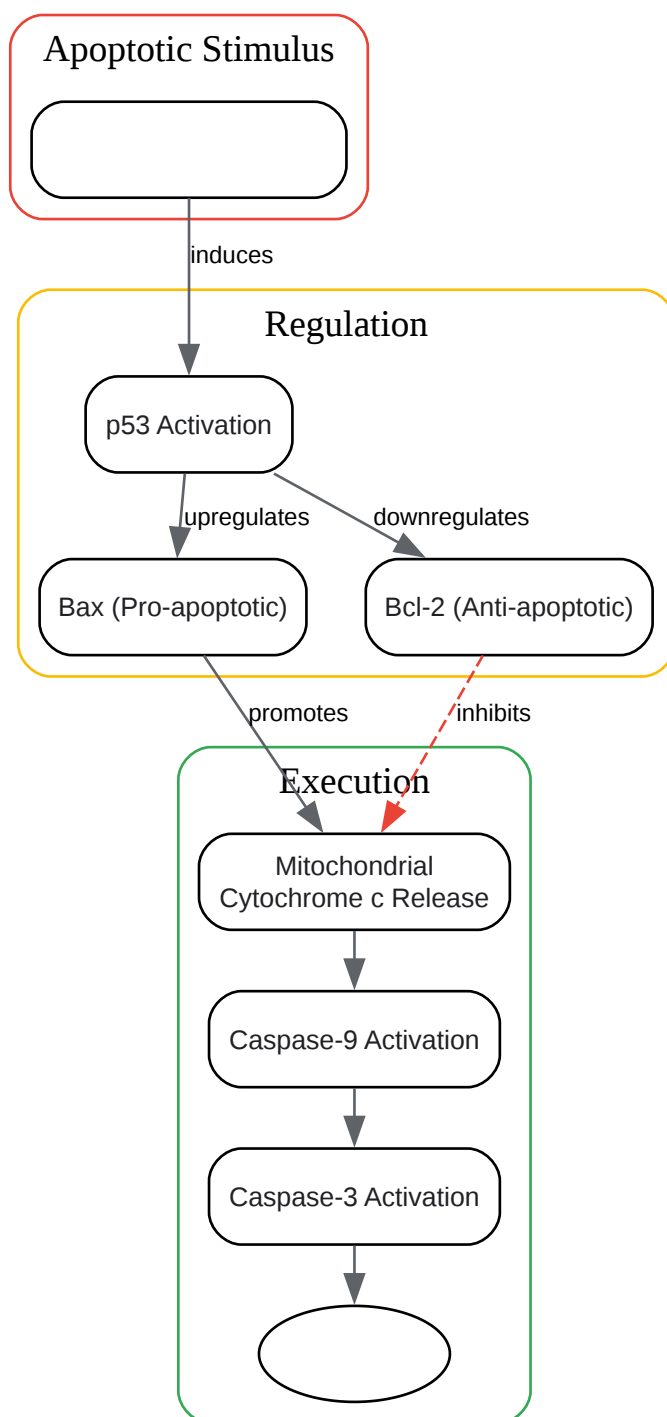 Apoptotic Stimulus
induces
Regulation
p53 Activation
upregulates
downregulates
Bax (Pro-apoptotic)
Bcl-2 (Anti-apoptotic)
promotes
inhibits
Execution
Mitochondrial
Cytochrome c Release
Caspase-9 Activation
Caspase-3 Activation